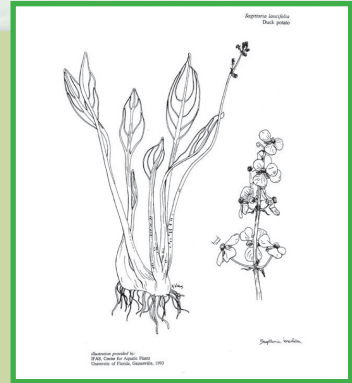 Sagittaria lancifolia
Duck potato
Illustration provided by:
IFAS, Center for Aquatic Plants
University of Florida, Gainesville, 1990
Sagittaria lancifolia